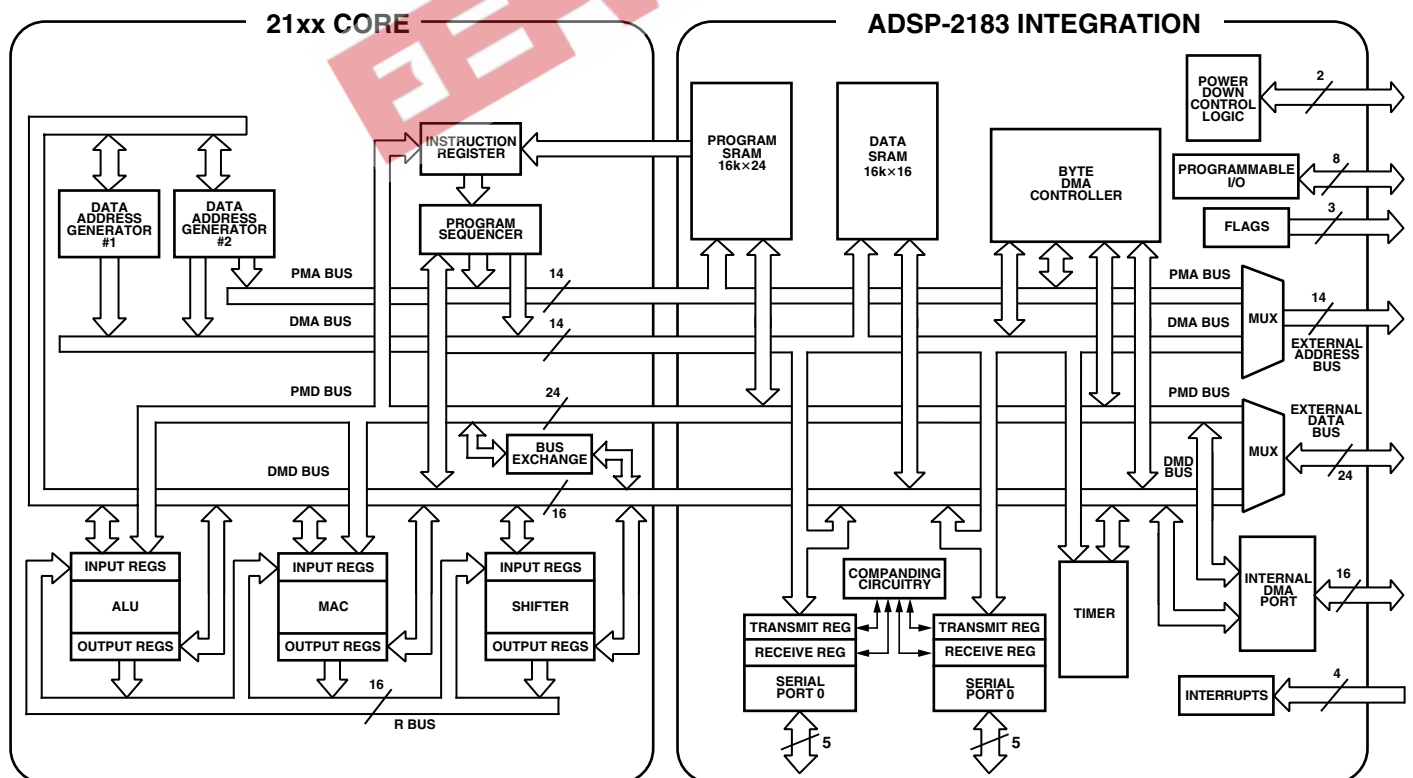 21xx CORE
ADSP-2183 INTEGRATION
POWER
DOWN
CONTROL
LOGIC
2
PROGRAMMABLE
I/O
8
FLAGS
3
INSTRUCTION
REGISTER
PROGRAM
SRAM
16k×24
DATA
SRAM
16k×16
BYTE
DMA
CONTROLLER
DATA
ADDRESS
GENERATOR
#1
DATA
ADDRESS
GENERATOR
#2
PROGRAM
SEQUENCER
PMA BUS
14
PMA BUS
DMA BUS
14
DMA BUS
MUX
14
EXTERNAL
ADDRESS
BUS
PMD BUS
24
PMD BUS
EXTERNAL
DATA
BUS
MUX
24
BUS
EXCHANGE
DMD BUS
16
DMD
BUS
INPUT REGS
ALU
OUTPUT REGS
INPUT REGS
MAC
OUTPUT REGS
INPUT REGS
SHIFTER
OUTPUT REGS
16
R BUS
COMPANDING
CIRCUITRY
TRANSMIT REG
RECEIVE REG
SERIAL
PORT 0
5
TRANSMIT REG
RECEIVE REG
SERIAL
PORT 0
5
TIMER
INTERNAL
DMA
PORT
16
INTERRUPTS
4